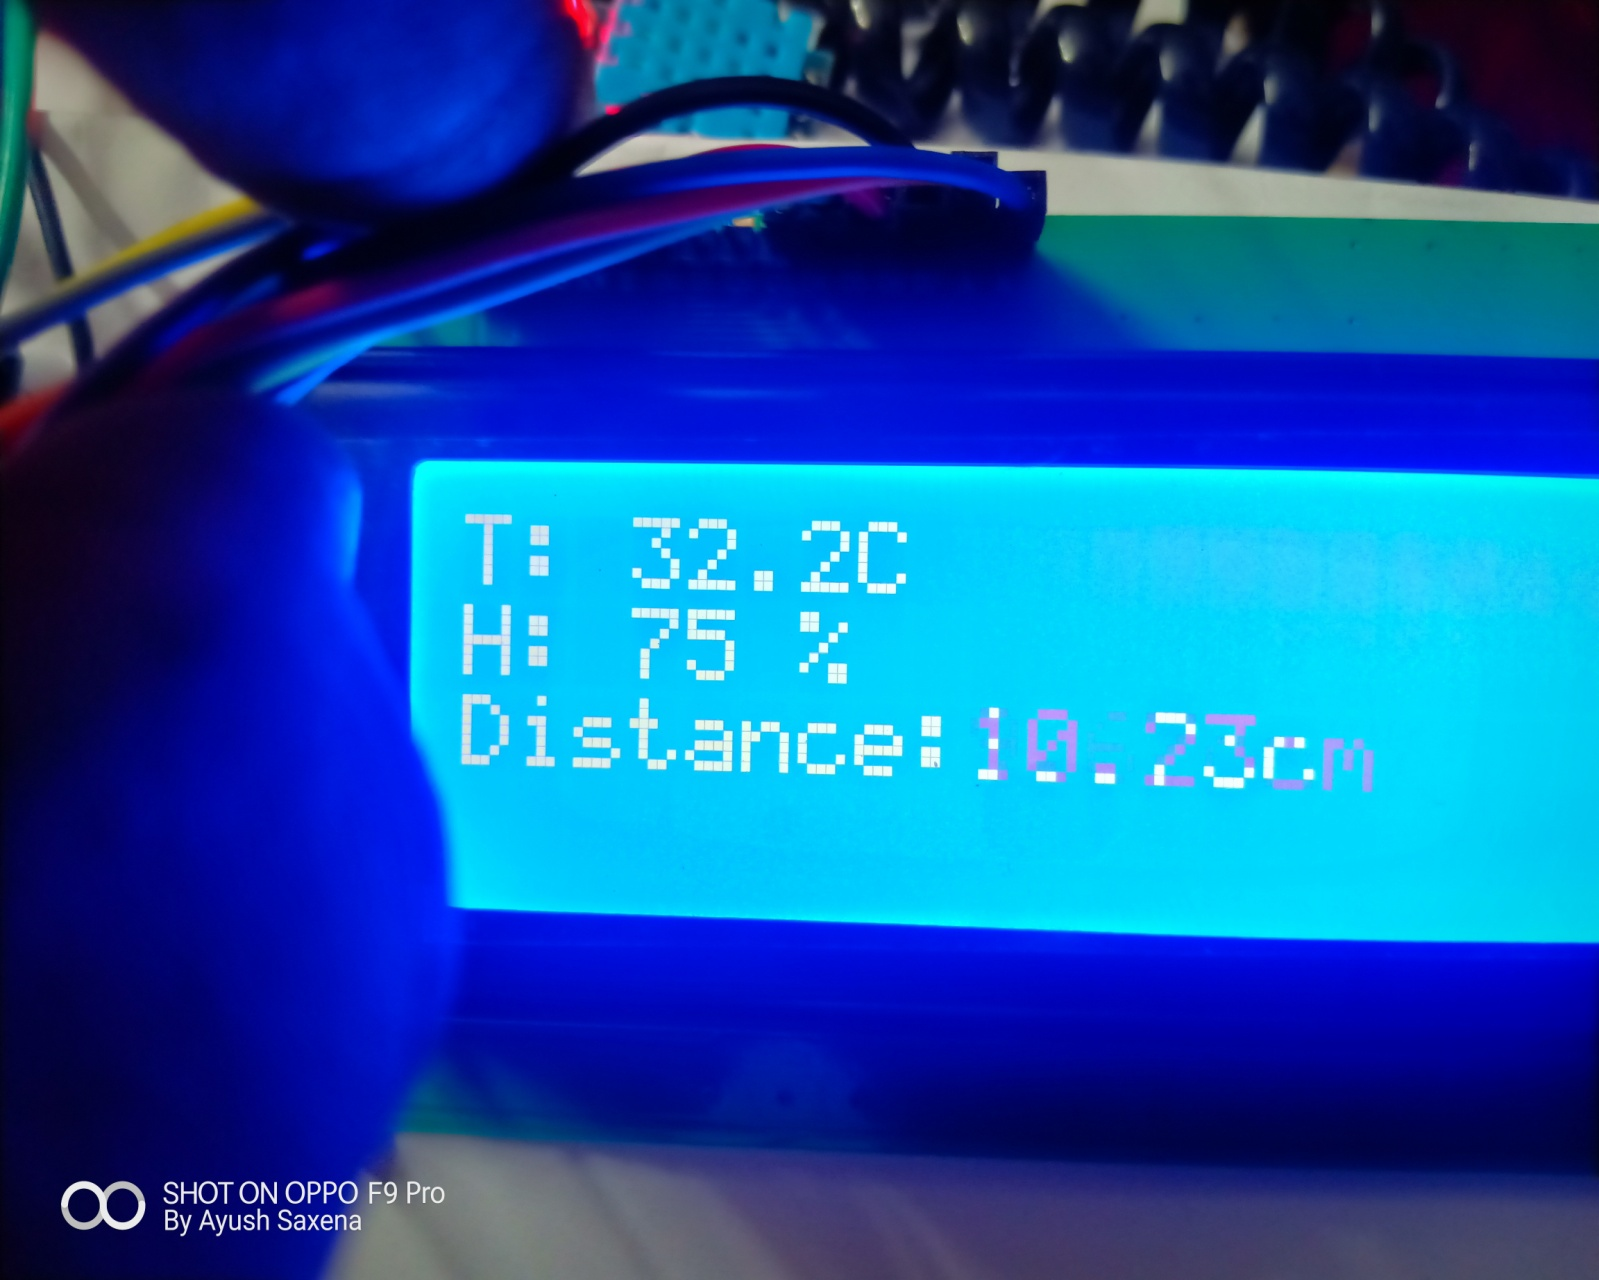 T: 32.2C
H: 75 %
Distance: 10.23cm
SHOT ON OPPO F9 Pro
By Ayush Saxena